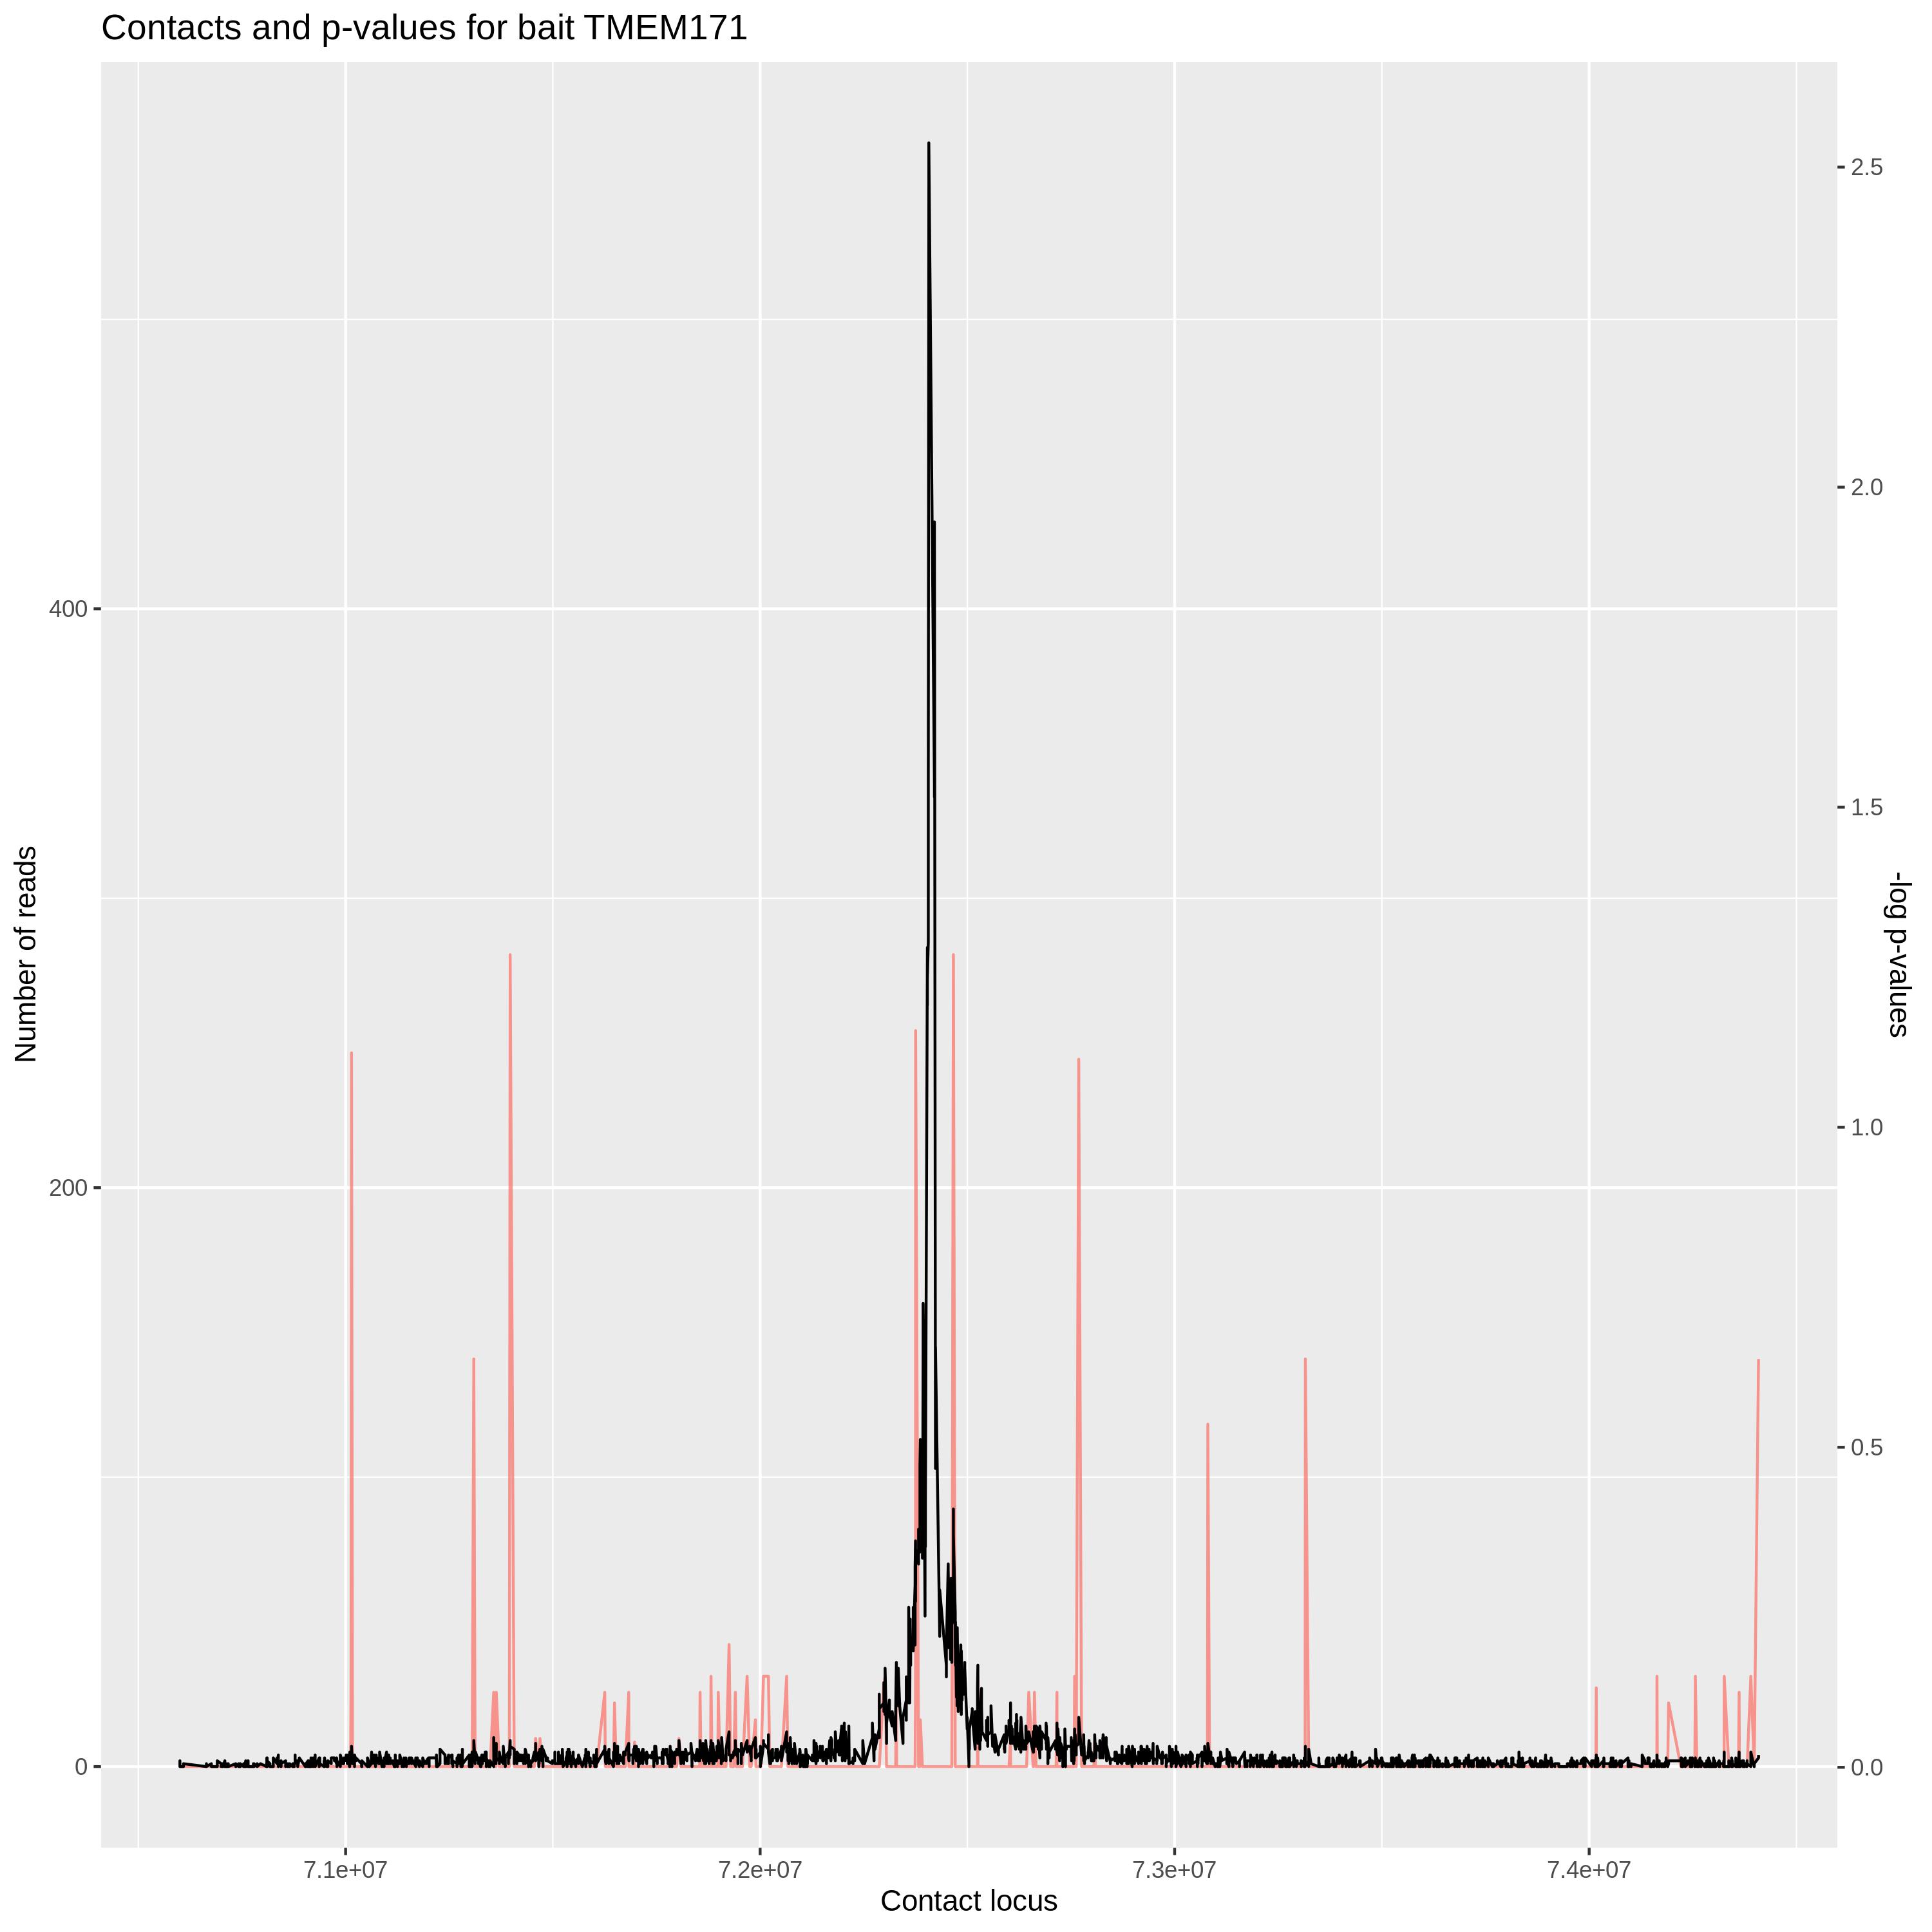 Contacts and p-values for bait TMEM171
Number of reads
400
200
0
2.5
2.0
1.5
1.0
0.5
0.0
-log p-values
7.1e+07 7.2e+07 7.3e+07 7.4e+07
Contact locus